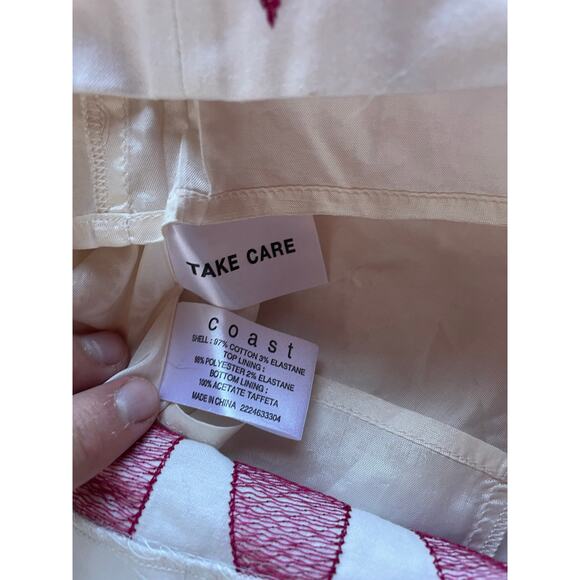 TAKE CARE
coast
SHELL : 97% COTTON 3% ELASTANE
TOP LINING :
98% POLYESTER 2% ELASTANE
BOTTOM LINING :
100% ACETATE TAFFETA
MADE IN CHINA 2224633304